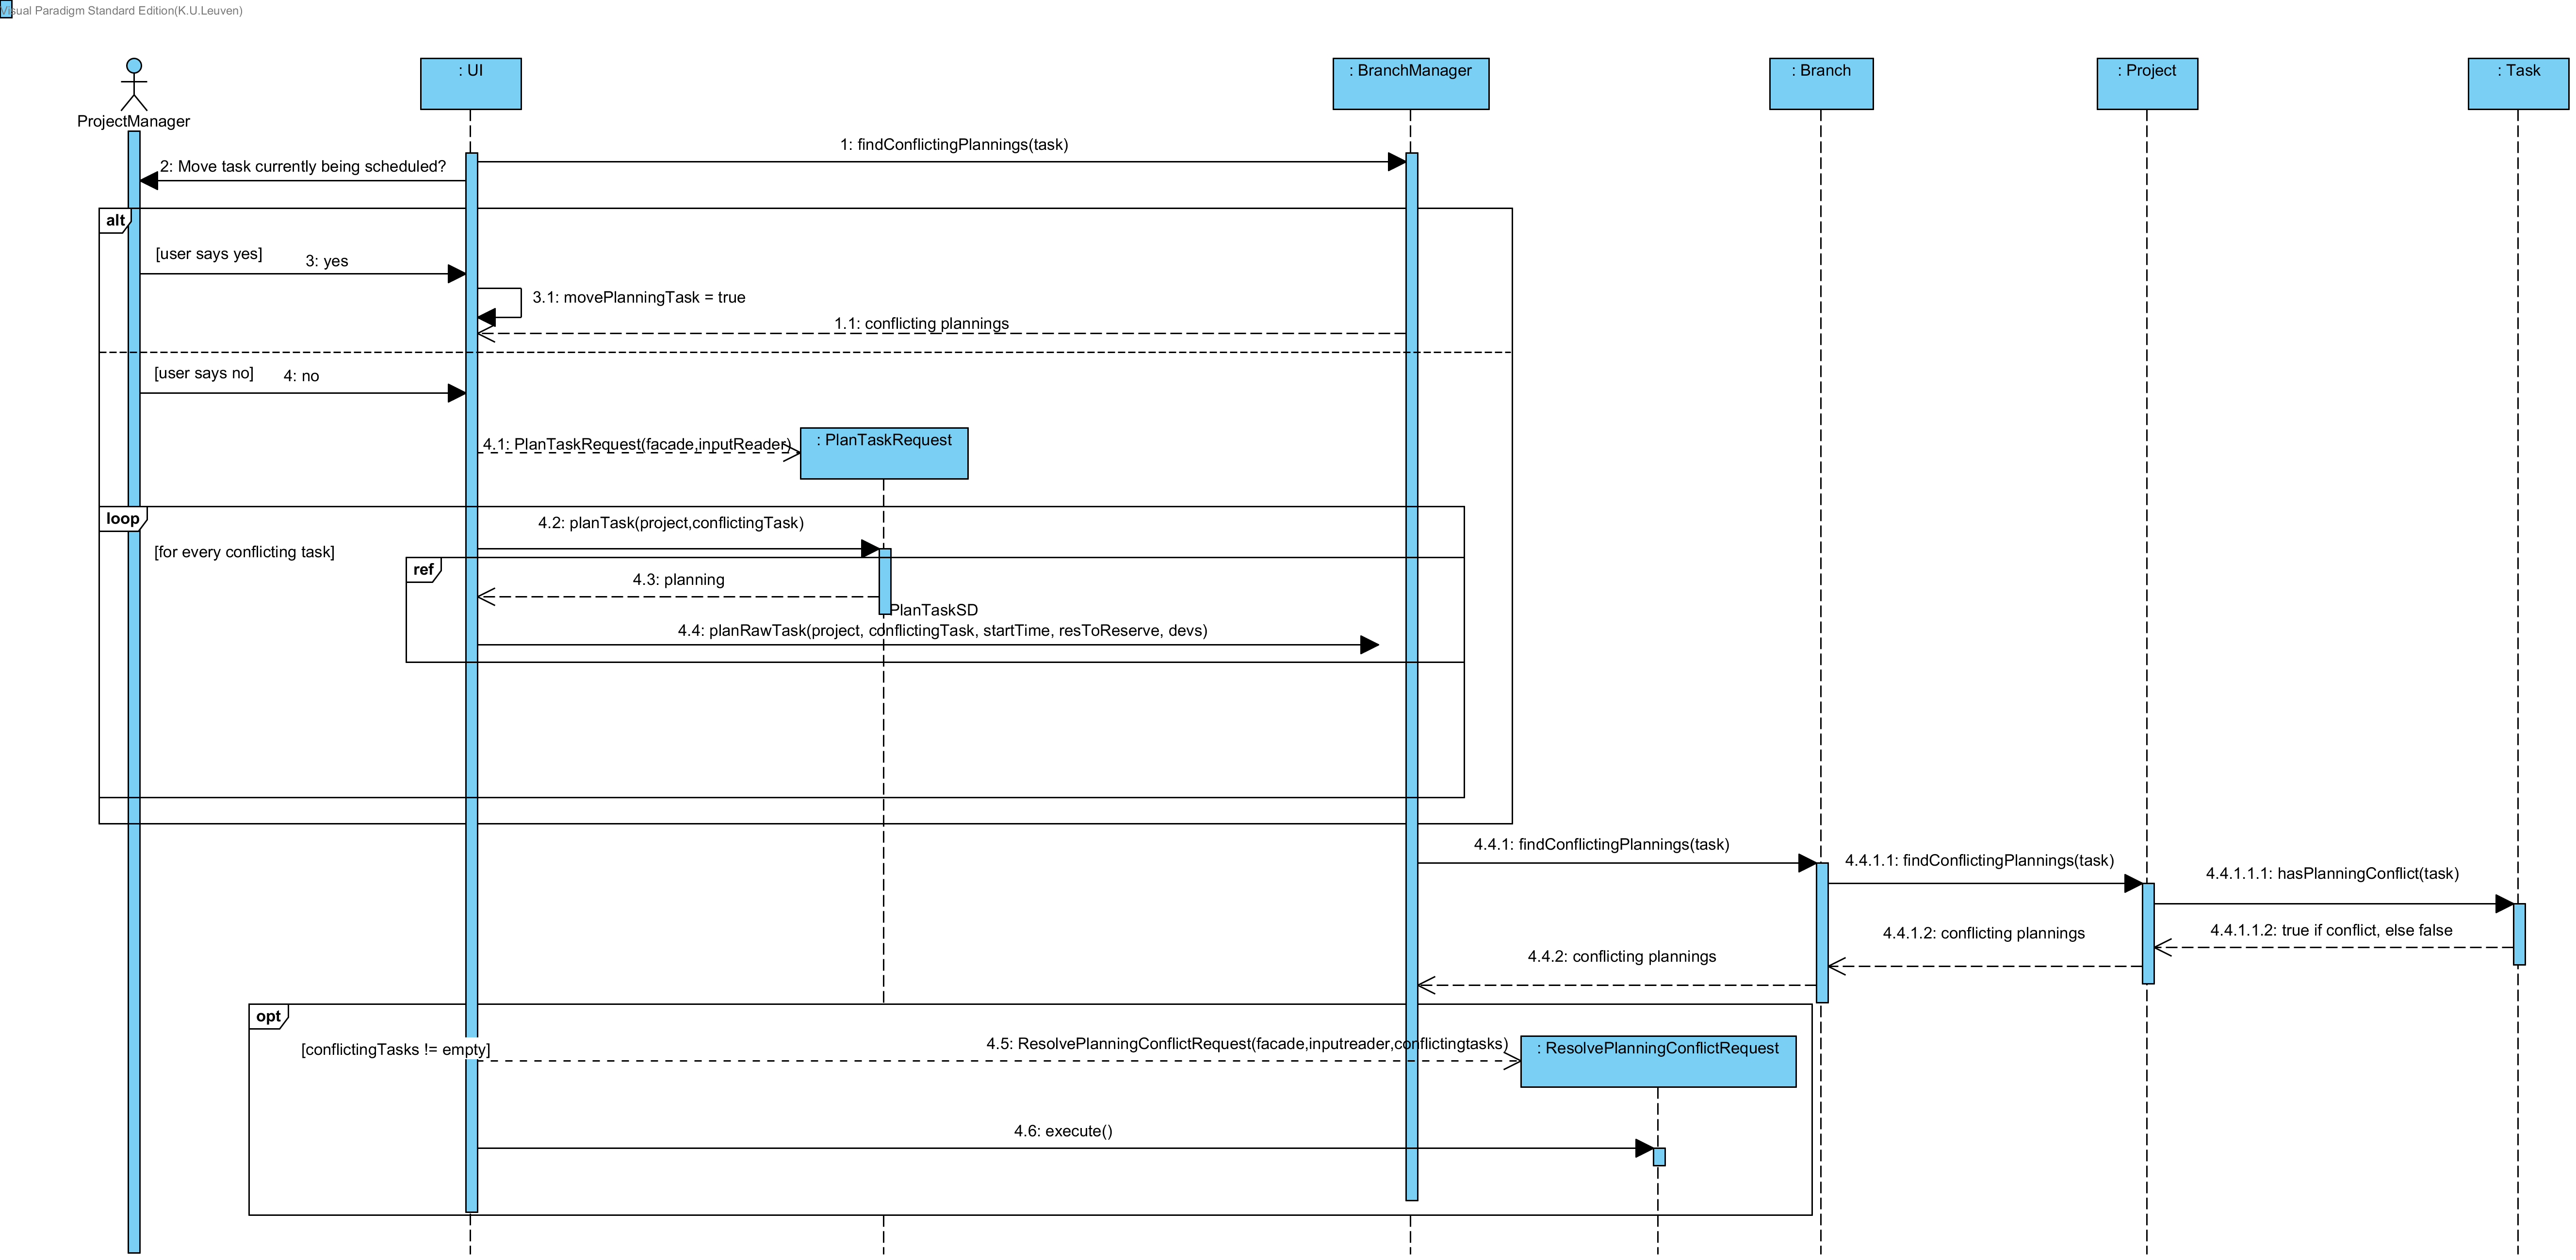 Visual Paradigm Standard Edition(K.U.Leuven)
: UI
: BranchManager
: Branch
: Project
: Task
ProjectManager
1: findConflictingPlannings(task)
2: Move task currently being scheduled?
alt
[user says yes]
3: yes
3.1: movePlanningTask = true
1.1: conflicting plannings
[user says no]
4: no
4.1: PlanTaskRequest(facade,inputReader)
: PlanTaskRequest
loop
4.2: planTask(project,conflictingTask)
[for every conflicting task]
ref
4.3: planning
PlanTaskSD
4.4: planRawTask(project, conflictingTask, startTime, resToReserve, devs)
4.4.1: findConflictingPlannings(task)
4.4.1.1: findConflictingPlannings(task)
4.4.1.1.1: hasPlanningConflict(task)
4.4.1.1.2: true if conflict, else false
4.4.1.2: conflicting plannings
4.4.2: conflicting plannings
opt
[conflictingTasks != empty]
4.5: ResolvePlanningConflictRequest(facade,inputreader,conflictingtasks)
: ResolvePlanningConflictRequest
4.6: execute()